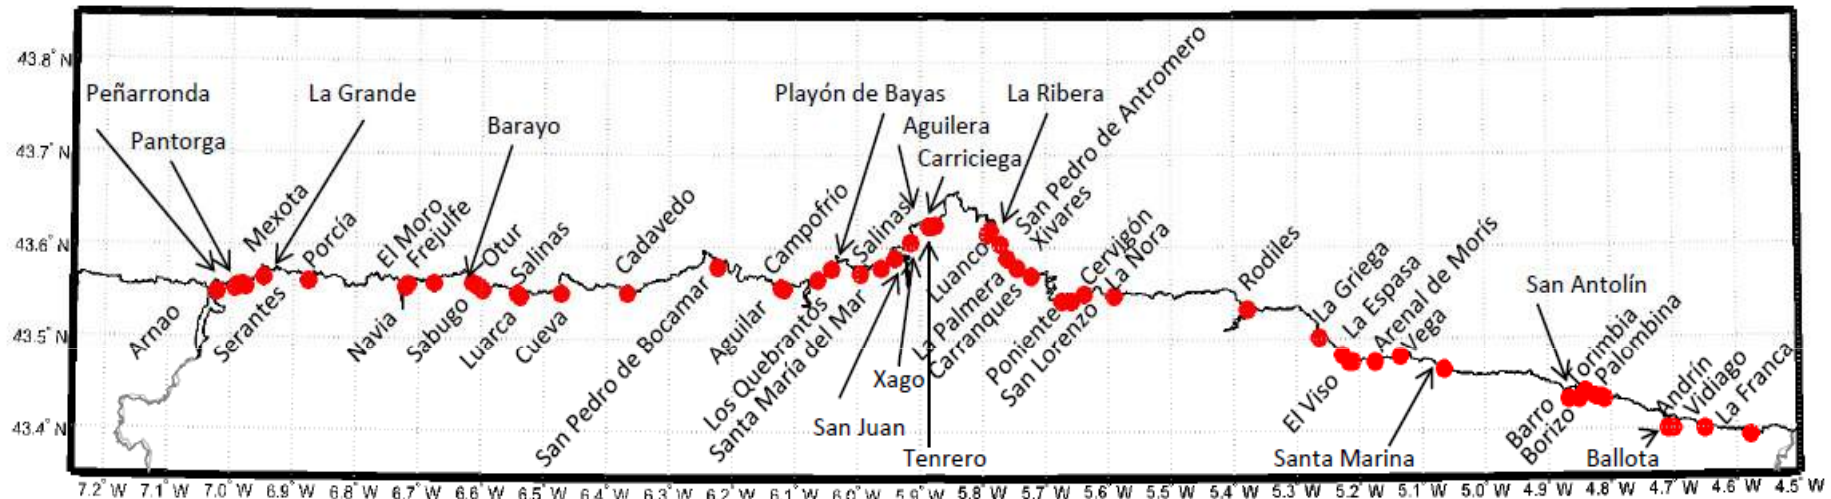 43.8° N
43.7° N
43.6° N
43.5° N
43.4° N
Peñarronda
Pantorga
La Grande
Barayo
Playón de Bayas
Aguilera
Carriciega
La Ribera
San Pedro de Antromero
Mexota
Porcía
El Moro
Frejulfe
Otur
Salinas
Cadavedo
Campofrío
Salinas
Xivares
Cervigón
La Nora
Rodiles
La Griega
La Espasa
Arenal de Morís
Vega
San Antolín
Torimbia
Palombina
Andrín
Vidiago
La Franca
Arnao
Serantes
Navia
Sabugo
Luarca
Cueva
San Pedro de Bocamar
Aguilar
Los Quebrantos
Santa María del Mar
San Juan
Xago
Tenrero
Luanco
La Palmera
Carranques
Poniente
San Lorenzo
El Viso
Santa Marina
Barro
Borizo
Ballota
7.2° W 7.1° W 7.0° W 6.9° W 6.8° W 6.7° W 6.6° W 6.5° W 6.4° W 6.3° W 6.2° W 6.1° W 6.0° W 5.9° W 5.8° W 5.7° W 5.6° W 5.5° W 5.4° W 5.3° W 5.2° W 5.1° W 5.0° W 4.9° W 4.8° W 4.7° W 4.6° W 4.5° W